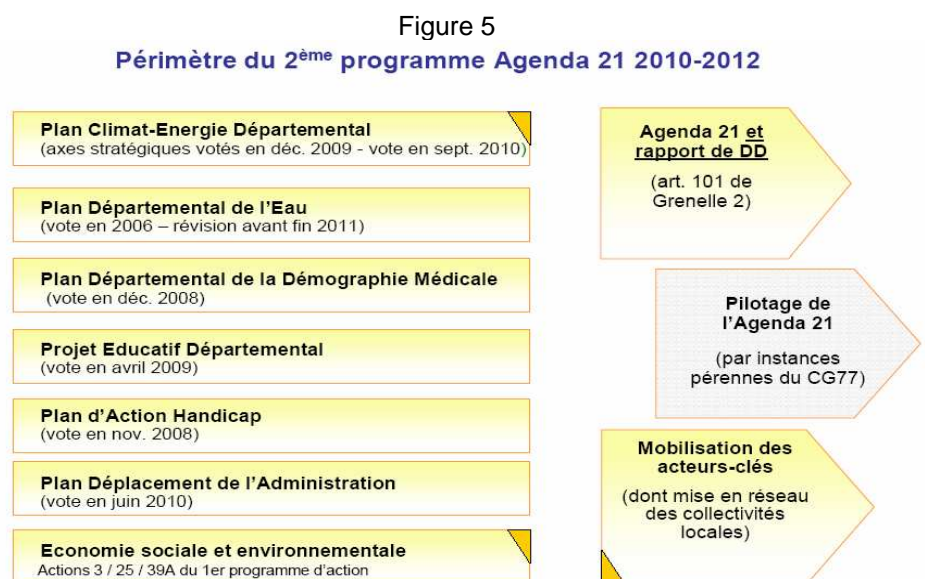 Figure 5
Périmètre du 2ème programme Agenda 21 2010-2012
Plan Climat-Energie Départemental
(axes stratégiques votés en déc. 2009 - vote en sept. 2010)
Plan Départemental de l'Eau
(vote en 2006 – révision avant fin 2011)
Plan Départemental de la Démographie Médicale
(vote en déc. 2008)
Projet Educatif Départemental
(vote en avril 2009)
Plan d'Action Handicap
(vote en nov. 2008)
Plan Déplacement de l'Administration
(vote en juin 2010)
Economie sociale et environnementale
Actions 3 / 25 / 39A du 1er programme d'action
Agenda 21 et
rapport de DD
(art. 101 de
Grenelle 2)
Pilotage de
l'Agenda 21
(par instances
pérennes du CG77)
Mobilisation des
acteurs-clés
(dont mise en réseau
des collectivités
locales)